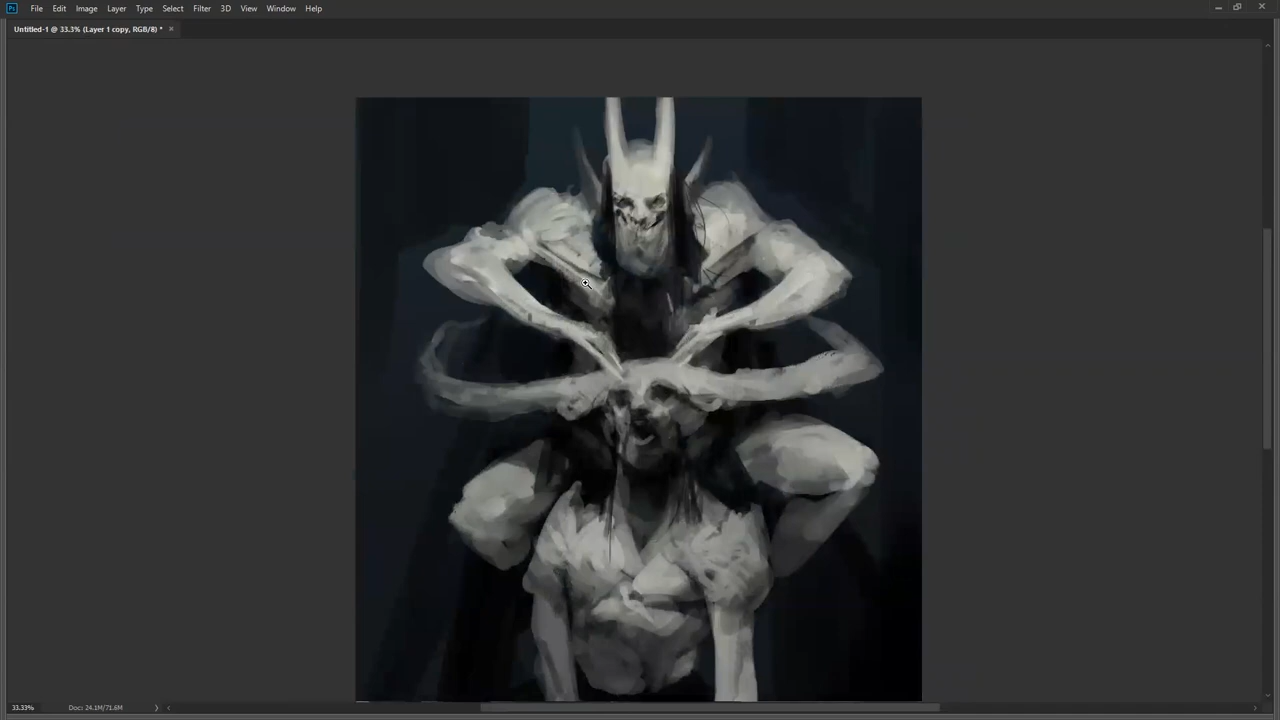 Ps File Edit Image Layer Type Select Filter 3D View Window Help
Untitled-1 @ 33.3% (Layer 1 copy, RGB/8) *
33.33% Doc: 24.1M/71.6M